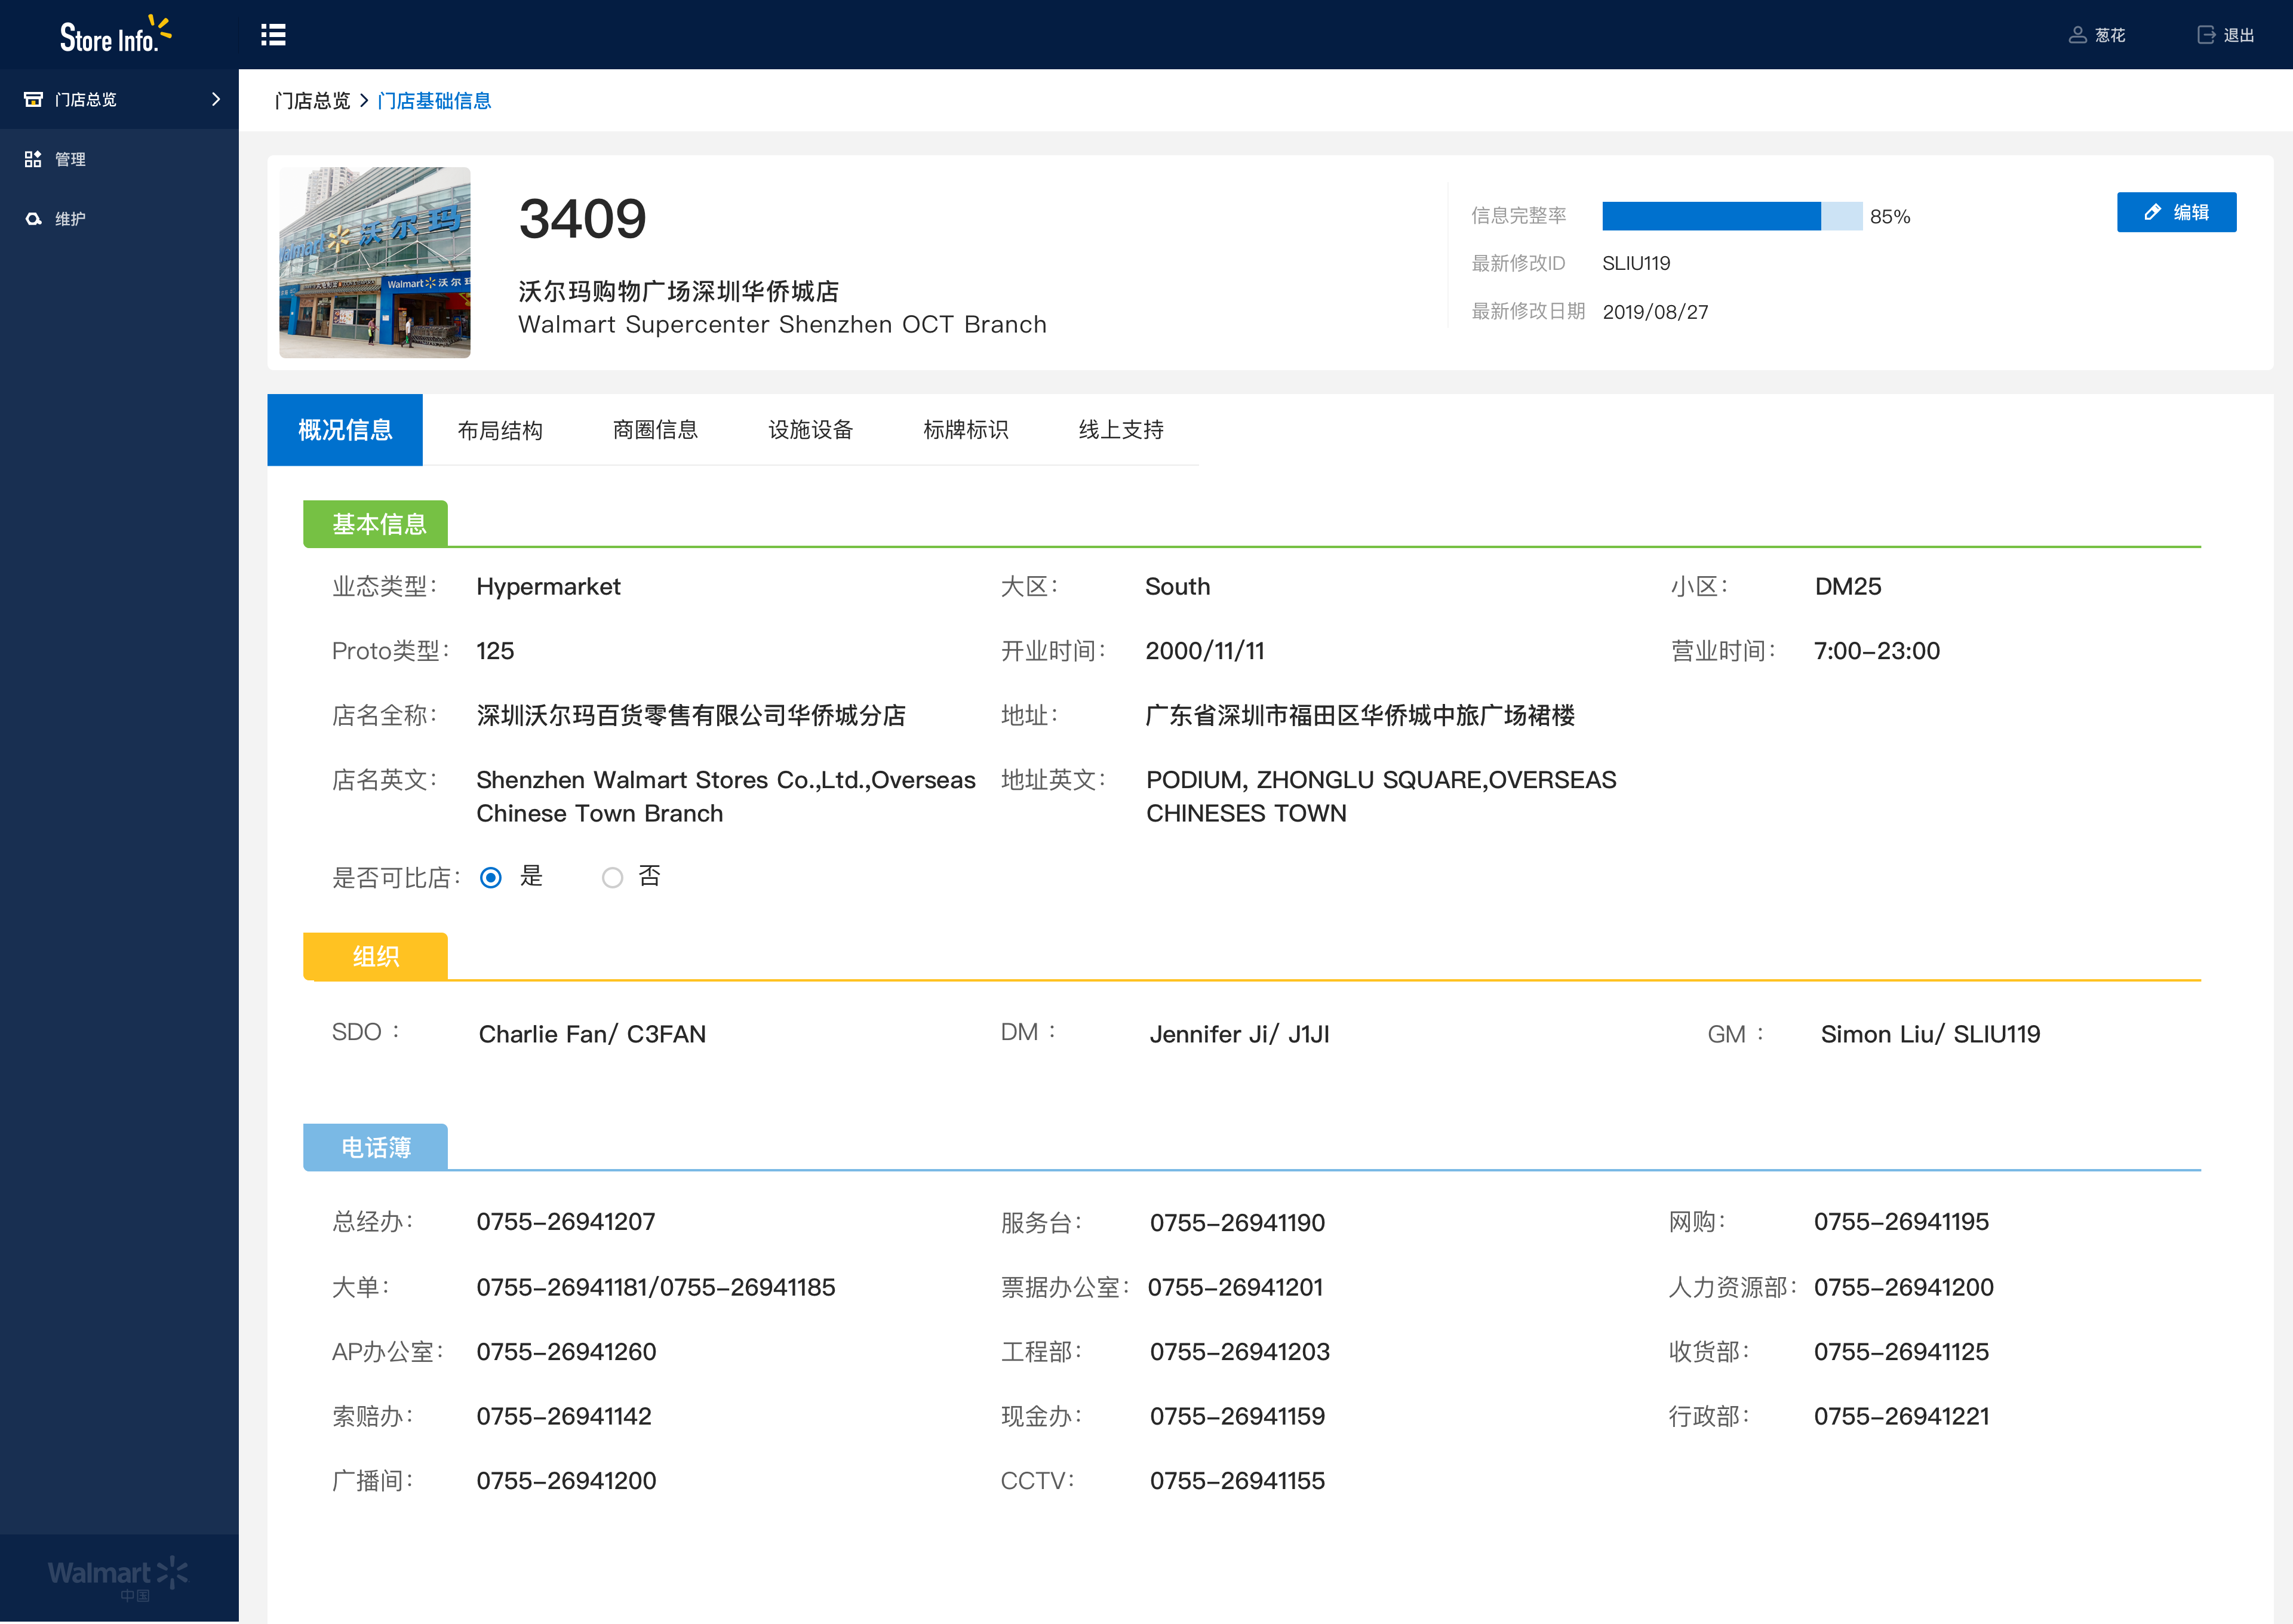 Store Info.
葱花
退出
门店总览
管理
维护
门店总览 > 门店基础信息
Walmart 沃尔玛
Walmart 沃尔玛
3409
沃尔玛购物广场深圳华侨城店
Walmart Supercenter Shenzhen OCT Branch
信息完整率 85%
最新修改ID SLIU119
最新修改日期 2019/08/27
编辑
概况信息 布局结构 商圈信息 设施设备 标牌标识 线上支持
基本信息
业态类型: Hypermarket 大区: South 小区: DM25
Proto类型: 125 开业时间: 2000/11/11 营业时间: 7:00–23:00
店名全称: 深圳沃尔玛百货零售有限公司华侨城分店 地址: 广东省深圳市福田区华侨城中旅广场裙楼
店名英文: Shenzhen Walmart Stores Co.,Ltd.,Overseas
Chinese Town Branch
地址英文: PODIUM, ZHONGLU SQUARE,OVERSEAS
CHINESES TOWN
是否可比店: 是 否
组织
SDO : Charlie Fan/ C3FAN DM : Jennifer Ji/ J1JI GM : Simon Liu/ SLIU119
电话簿
总经办: 0755–26941207 服务台: 0755–26941190 网购: 0755–26941195
大单: 0755–26941181/0755–26941185 票据办公室: 0755–26941201 人力资源部: 0755–26941200
AP办公室: 0755–26941260 工程部: 0755–26941203 收货部: 0755–26941125
索赔办: 0755–26941142 现金办: 0755–26941159 行政部: 0755–26941221
广播间: 0755–26941200 CCTV: 0755–26941155
Walmart
中国